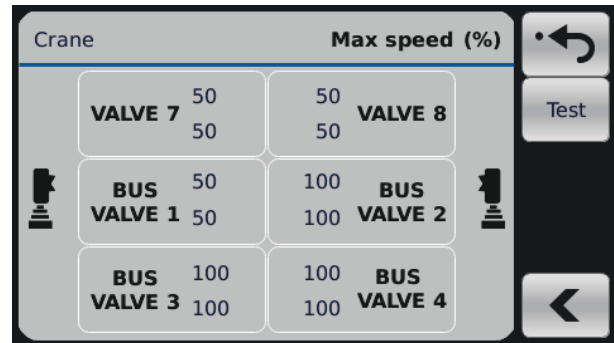 Crane Max speed (%)
Test
VALVE 7 50 50 VALVE 8
50 50
BUS 50 100 BUS
VALVE 1 50 100 VALVE 2
BUS 100 100 BUS
VALVE 3 100 100 VALVE 4